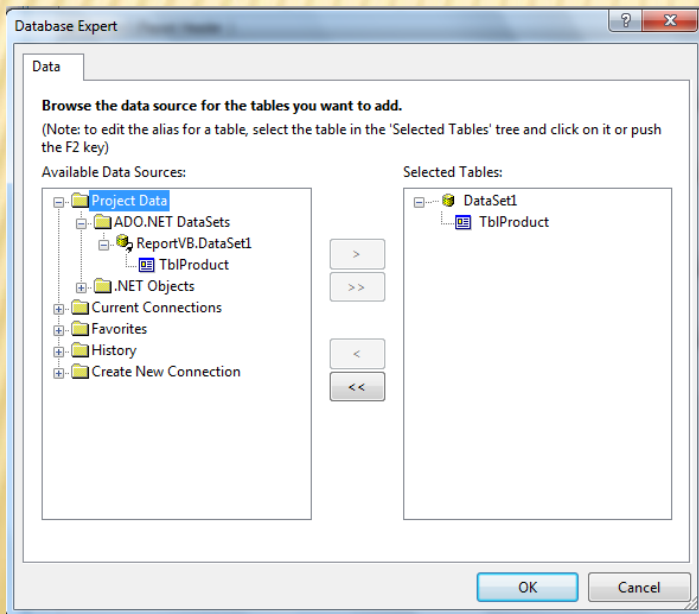 Database Expert
?
X
Data
Browse the data source for the tables you want to add.
(Note: to edit the alias for a table, select the table in the 'Selected Tables' tree and click on it or push
the F2 key)
Available Data Sources:
Selected Tables:
Project Data
ADO.NET DataSets
ReportVB.DataSet1
TblProduct
.NET Objects
Current Connections
Favorites
History
Create New Connection
>
>>
<
<<
DataSet1
TblProduct
OK
Cancel